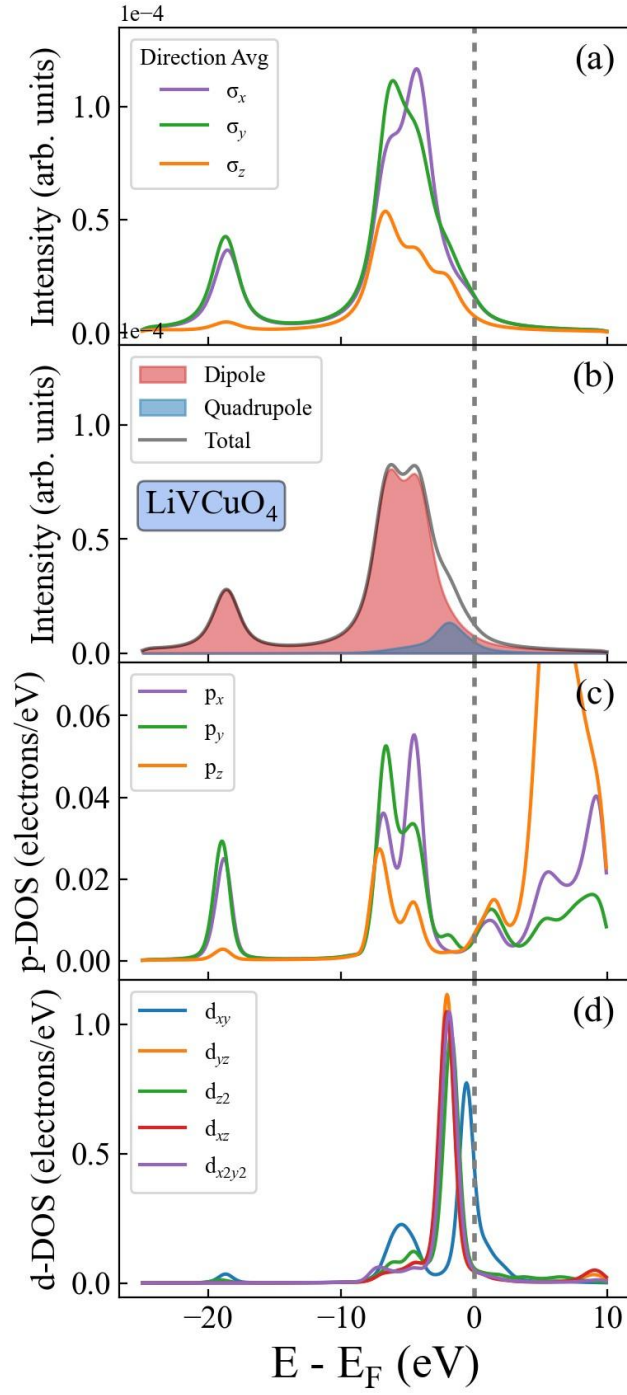 1e−4
Direction Avg
σx
σy
σz
(a)
1.0
0.5
0.0
Intensity (arb. units)
1e−4
Dipole
Quadrupole
Total
(b)
LiVCuO4
1.0
0.5
0.0
Intensity (arb. units)
px
py
pz
(c)
0.06
0.04
0.02
0.00
p-DOS (electrons/eV)
dxy
dyz
dz2
dxz
dx2y2
(d)
1.0
0.5
0.0
d-DOS (electrons/eV)
−20 −10 0 10
E - EF (eV)